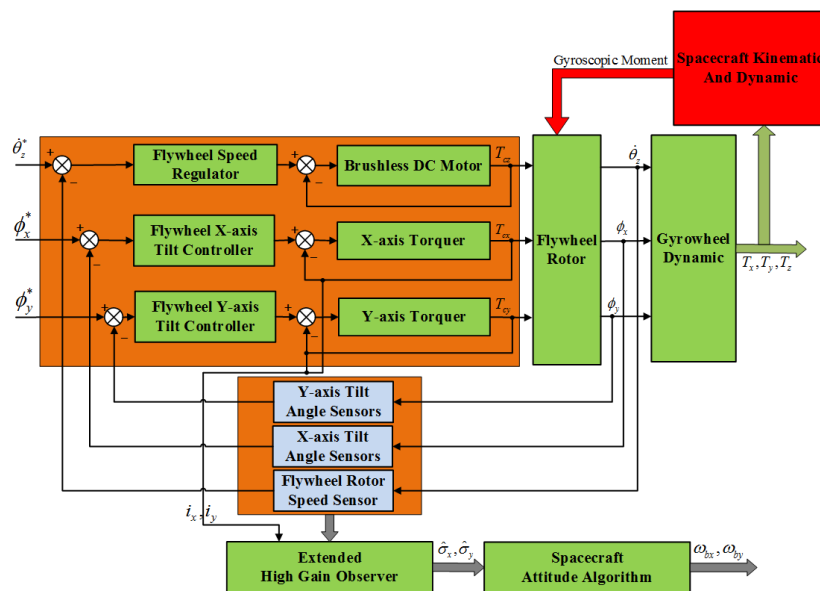 Gyroscopic Moment
Spacecraft Kinematic
And Dynamic
θ̇*z
+
−
Flywheel Speed
Regulator
+
−
Brushless DC Motor
Tcz
θ̇z
ϕ*x
+
−
Flywheel X-axis
Tilt Controller
+
−
X-axis Torquer
Tcx
Flywheel
Rotor
ϕx
Gyrowheel
Dynamic
Tx, Ty, Tz
ϕ*y
+
−
Flywheel Y-axis
Tilt Controller
+
−
Y-axis Torquer
Tcy
ϕy
Y-axis Tilt
Angle Sensors
X-axis Tilt
Angle Sensors
Flywheel Rotor
Speed Sensor
ix, iy
Extended
High Gain Observer
σ̂x, σ̂y
Spacecraft
Attitude Algorithm
ωbx, ωby